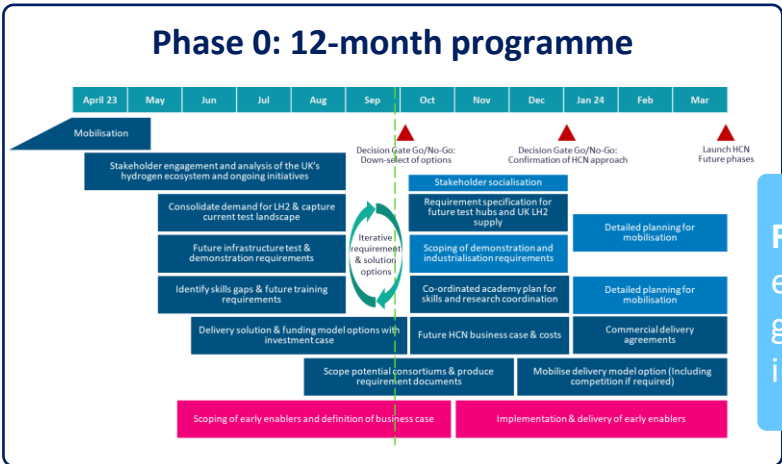 Phase 0: 12-month programme
April 23
May
Jun
Jul
Aug
Sep
Oct
Nov
Dec
Jan 24
Feb
Mar
Mobilisation
Decision Gate Go/No-Go:
Down-select of options
Decision Gate Go/No-Go:
Confirmation of HCN approach
Launch HCN
Future phases
Stakeholder engagement and analysis of the UK's
hydrogen ecosystem and ongoing initiatives
Stakeholder socialisation
Consolidate demand for LH2 & capture
current test landscape
Requirement specification for
future test hubs and UK LH2
supply
Detailed planning for
mobilisation
Future infrastructure test &
demonstration requirements
Iterative
requirement
& solution
options
Scoping of demonstration and
industrialisation requirements
Identify skills gaps & future training
requirements
Co-ordinated academy plan for
skills and research coordination
Detailed planning for
mobilisation
Delivery solution & funding model options with
investment case
Future HCN business case & costs
Commercial delivery
agreements
Scope potential consortiums & produce
requirement documents
Mobilise delivery model option (Including
competition if required)
Scoping of early enablers and definition of business case
Implementation & delivery of early enablers